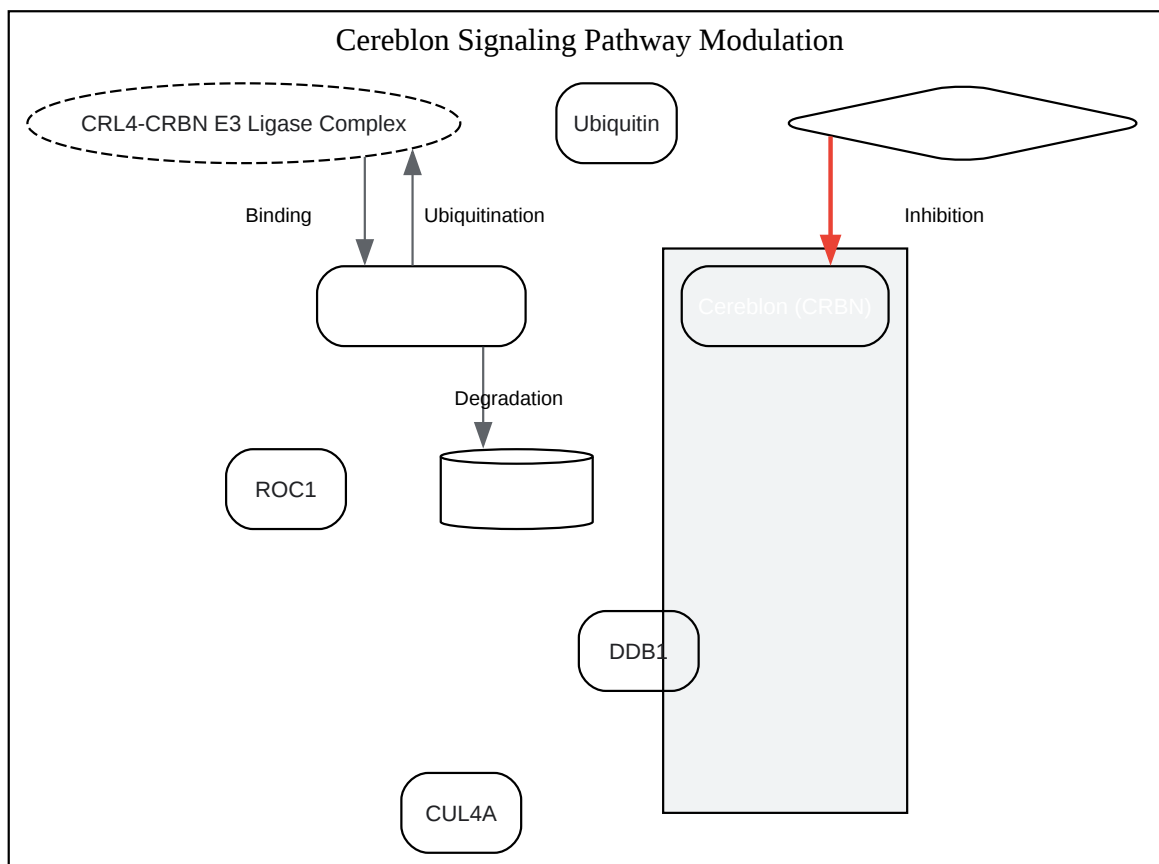 Cereblon Signaling Pathway Modulation
CRL4-CRBN E3 Ligase Complex
Ubiquitin
Binding
Ubiquitination
Inhibition
Cereblon (CRBN)
Degradation
ROC1
DDB1
CUL4A